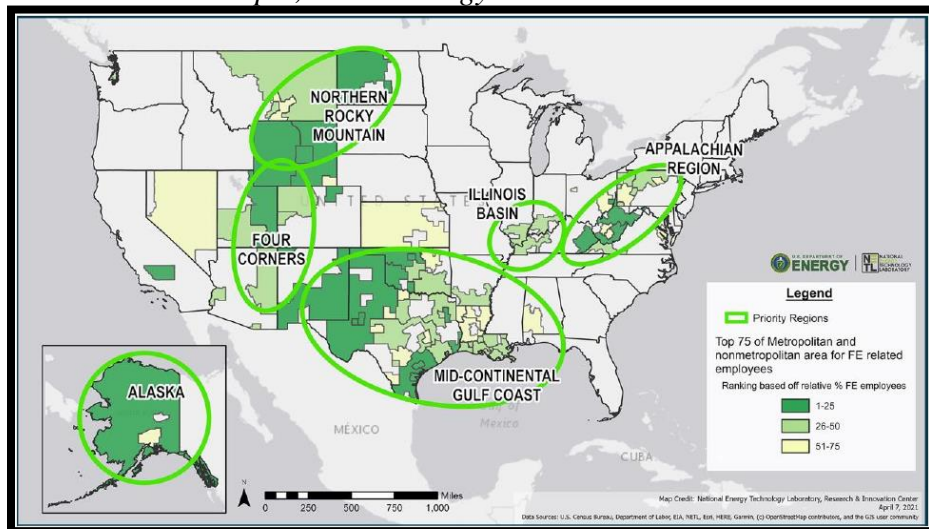 NORTHERN
ROCKY
MOUNTAIN
APPALACHIAN
REGION
ILLINOIS
BASIN
UNITED STATES
FOUR
CORNERS
MID-CONTINENTAL
GULF COAST
ALASKA
MÉXICO
Gulf of
Mexico
CUBA
N
Miles
0 250 500 750 1,000
U.S. DEPARTMENT OF
ENERGY
NATIONAL
ENERGY
TECHNOLOGY
LABORATORY
Legend
Priority Regions
Top 75 of Metropolitan and
nonmetropolitan area for FE related
employees
Ranking based off relative % FE employees
1-25
26-50
51-75
Map Credit: National Energy Technology Laboratory, Research & Innovation Center
April 7, 2021
Data Sources: U.S. Census Bureau, Department of Labor, EIA, NETL, Esri, HERE, Garmin, (c) OpenStreetMap contributors, and the GIS user community